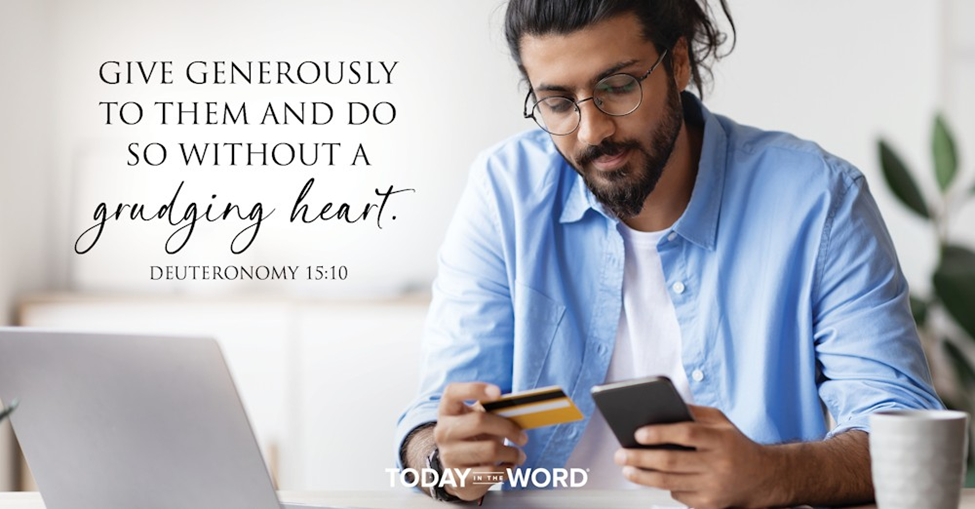 GIVE GENEROUSLY
TO THEM AND DO
SO WITHOUT A
grudging heart.
DEUTERONOMY 15:10
TODAY IN THE WORD®